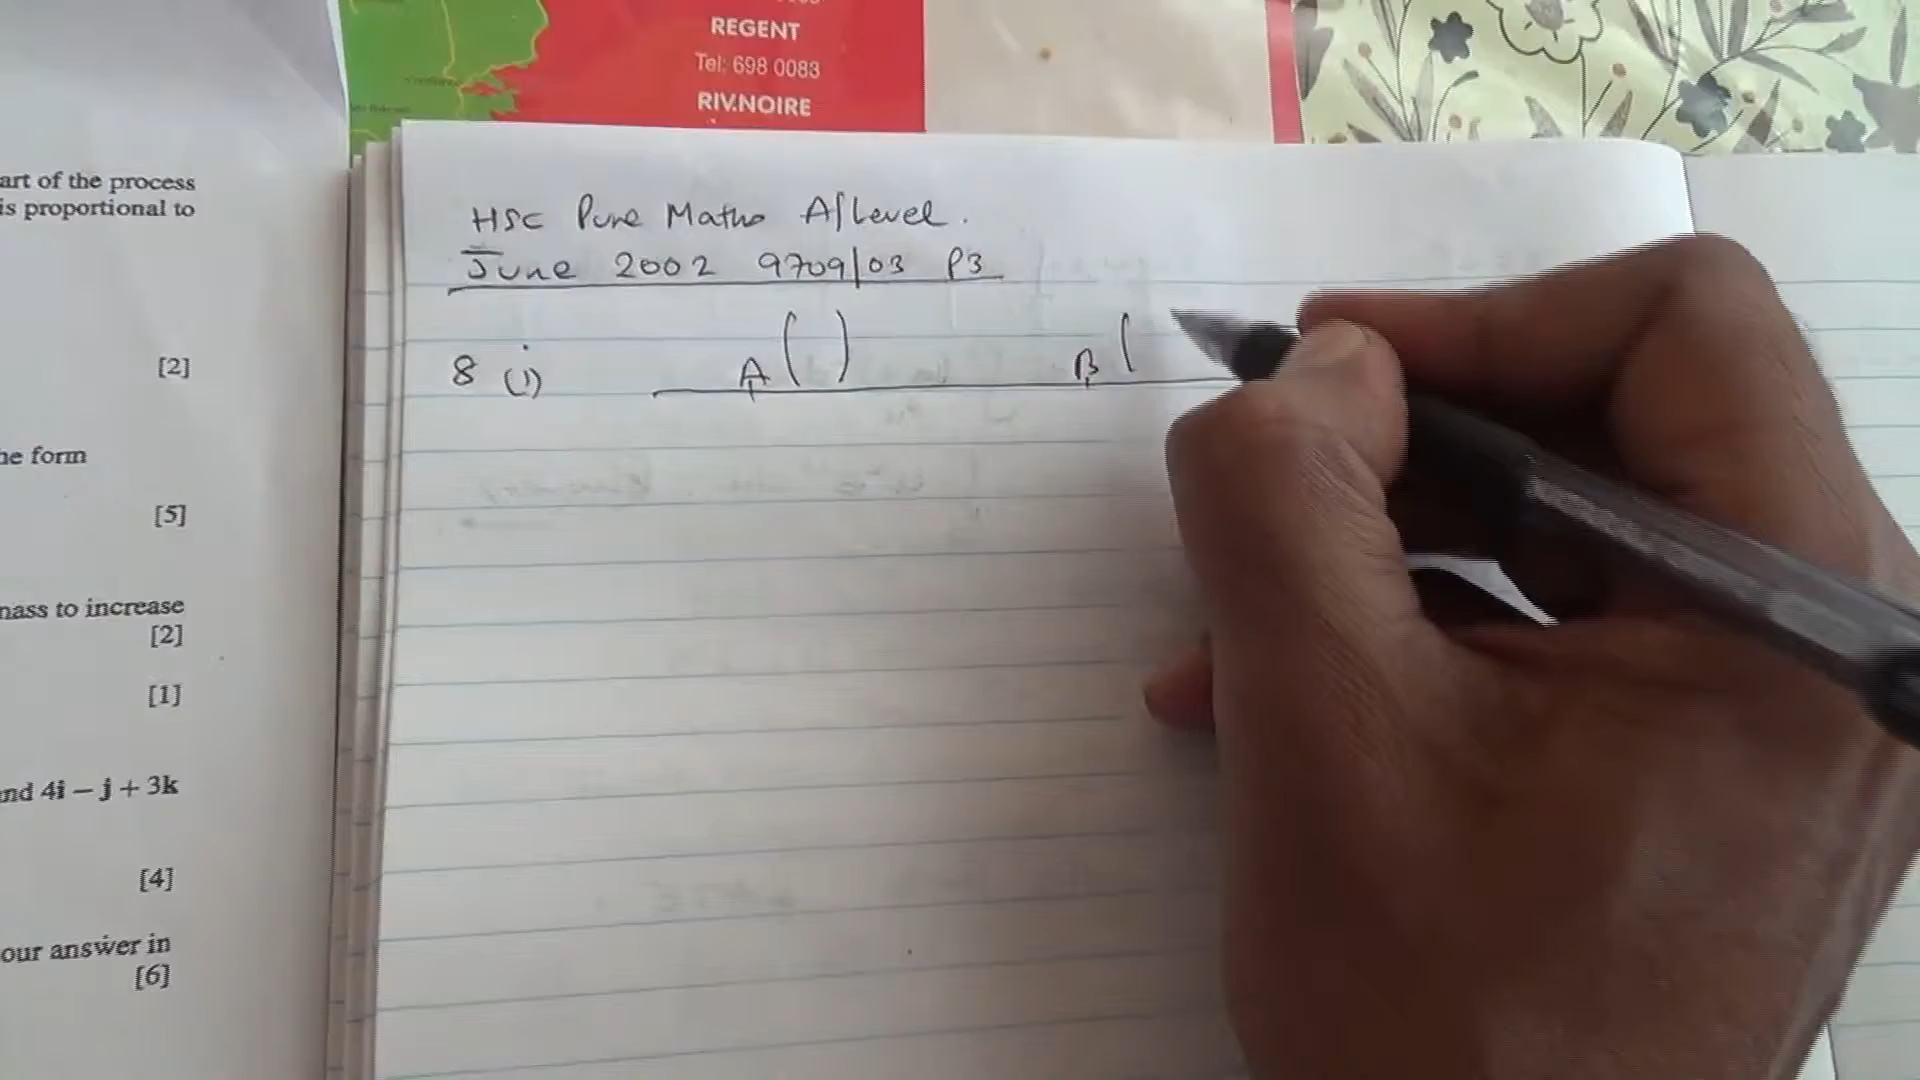 REGENT
Tel: 698 0083
RIV.NOIRE
art of the process
is proportional to
[2]
he form
[5]
mass to increase
[2]
[1]
nd 4i – j + 3k
[4]
our answer in
[6]
HSC Pure Maths A/Level.
June 2002 9709/03 P3
8 (i) A ( ) B (